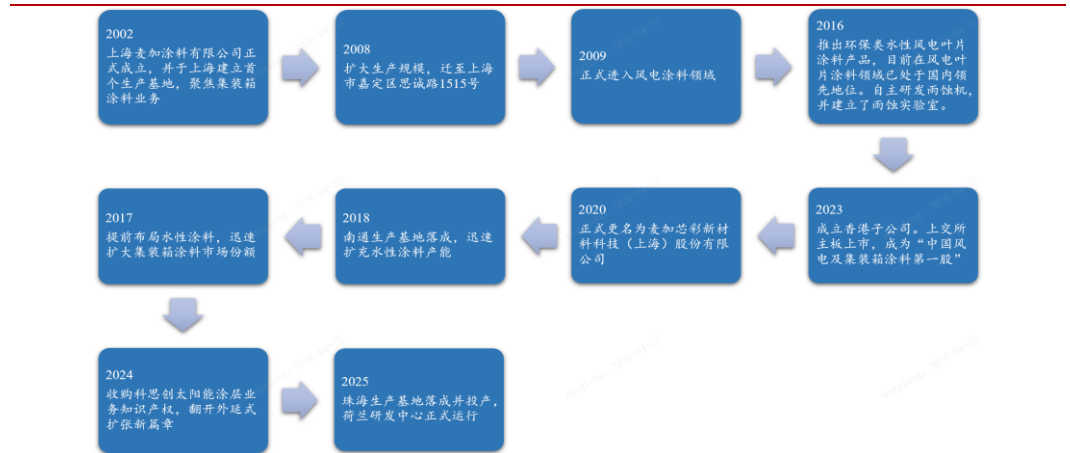 2002
上海麦加涂料有限公司正
式成立，并于上海建立首
个生产基地，聚焦集装箱
涂料业务
2008
扩大生产规模，迁至上海
市嘉定区思诚路1515号
2009
正式进入风电涂料领域
2016
推出环保类水性风电叶片
涂料产品，目前在风电叶
片涂料领域已处于国内领
先地位。自主研发雨蚀机，
并建立了雨蚀实验室。
2023
成立香港子公司。上交所
主板上市，成为“中国风
电及集装箱涂料第一股”
2020
正式更名为麦加芯彩新材
料科技（上海）股份有限
公司
2018
南通生产基地落成，迅速
扩充水性涂料产能
2017
提前布局水性涂料，迅速
扩大集装箱涂料市场份额
2024
收购科思创太阳能涂层业
务知识产权，翻开外延式
扩张新篇章
2025
珠海生产基地落成并投产，
荷兰研发中心正式运行